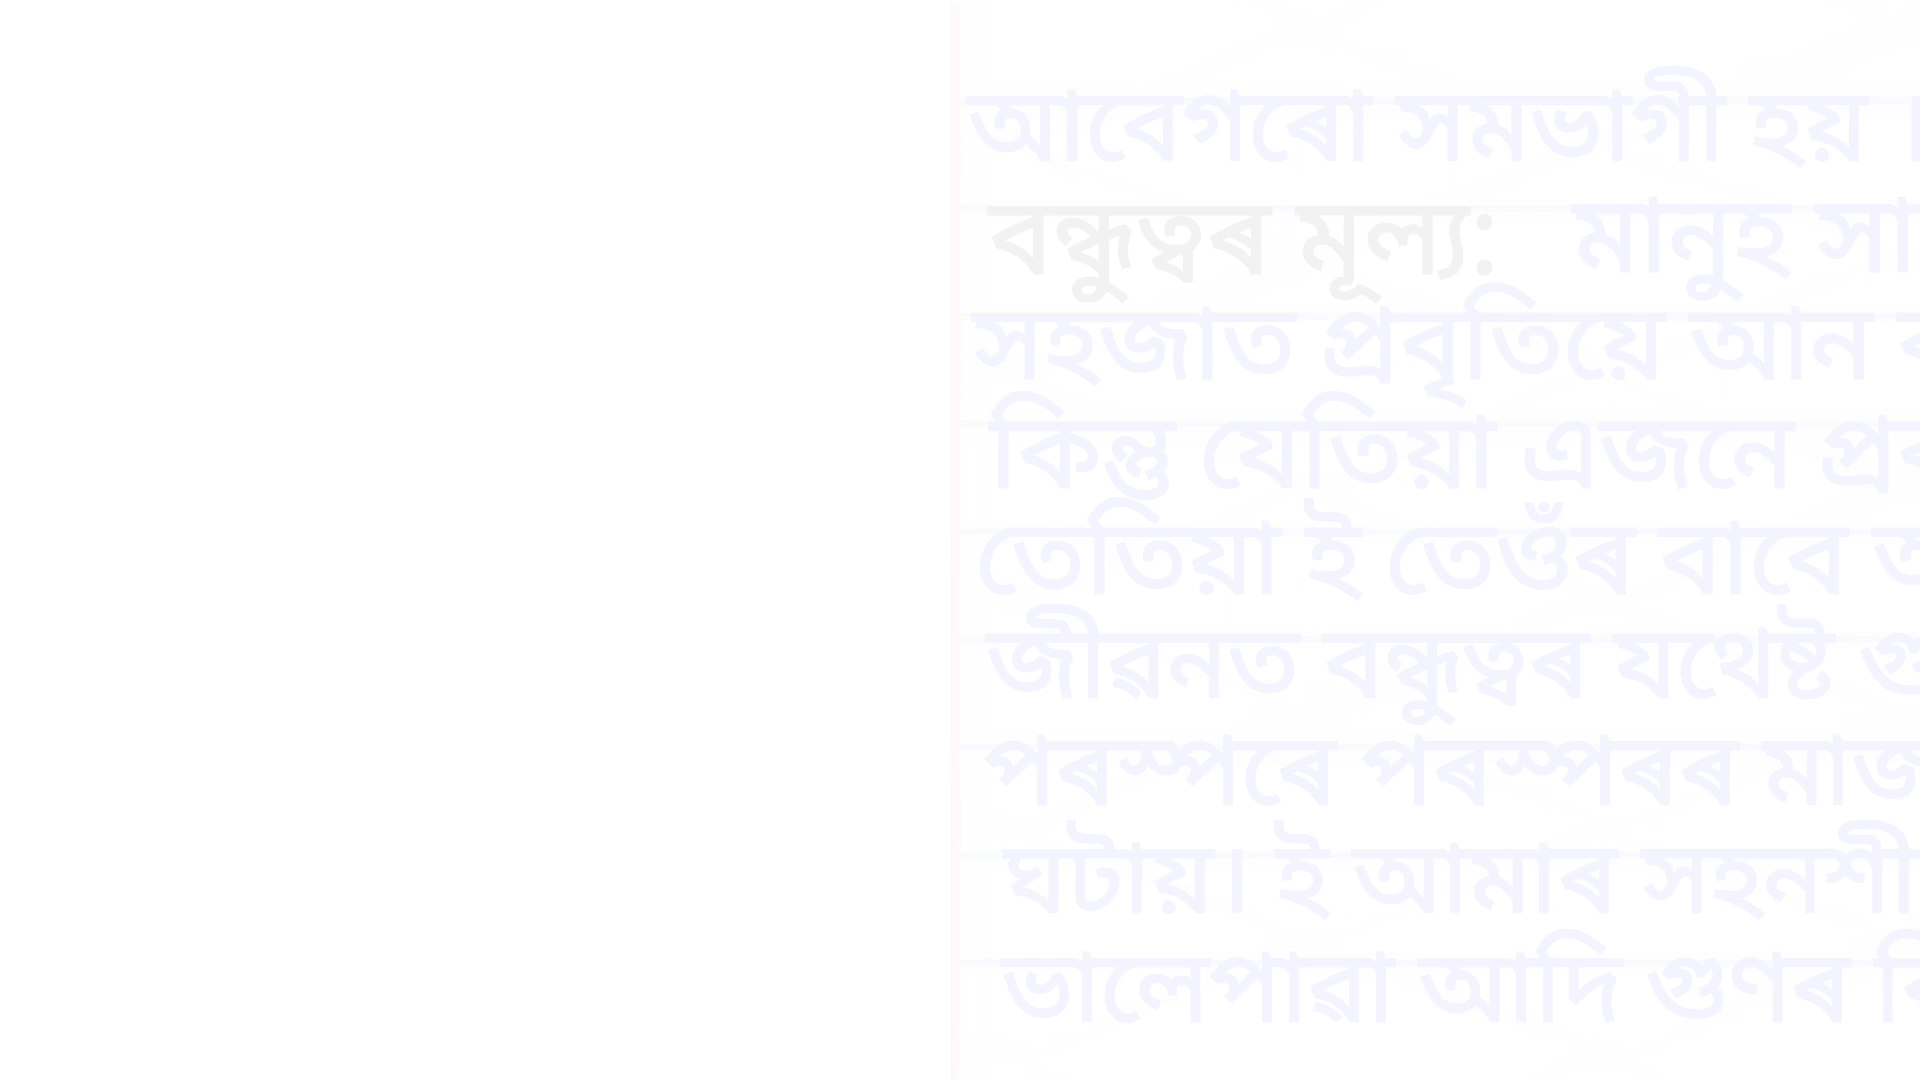 আবেগৰো সমভাগী হয় ।
বন্ধুত্বৰ মূল্য: মানুহ
সহজাত প্ৰবৃতিয়ে আন
কিন্তু যেতিয়া এজনে
তেতিয়া ই তেওঁৰ বাবে
জীৱনত বন্ধুত্বৰ যথেষ্ট
পৰস্পৰে পৰস্পৰৰ
ঘটায়। ই আমাৰ
ভালেপাৱা আদি গুণৰ